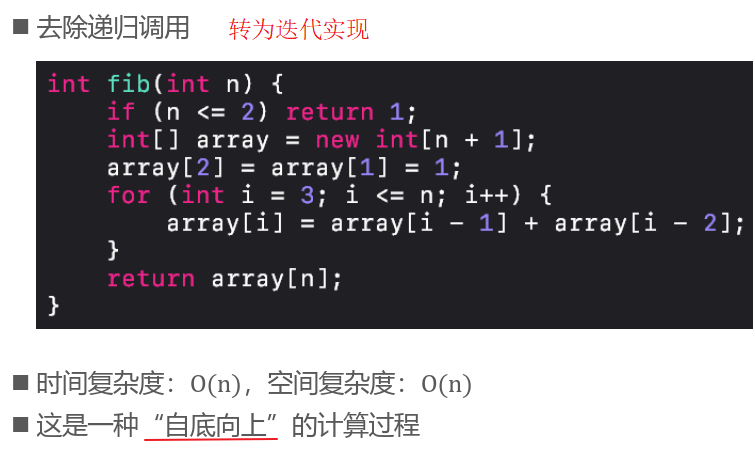 ■ 去除递归调用 转为迭代实现
int fib(int n) {
    if (n <= 2) return 1;
    int[] array = new int[n + 1];
    array[2] = array[1] = 1;
    for (int i = 3; i <= n; i++) {
        array[i] = array[i - 1] + array[i - 2];
    }
    return array[n];
}
■ 时间复杂度：O(n)，空间复杂度：O(n)
■ 这是一种“自底向上”的计算过程